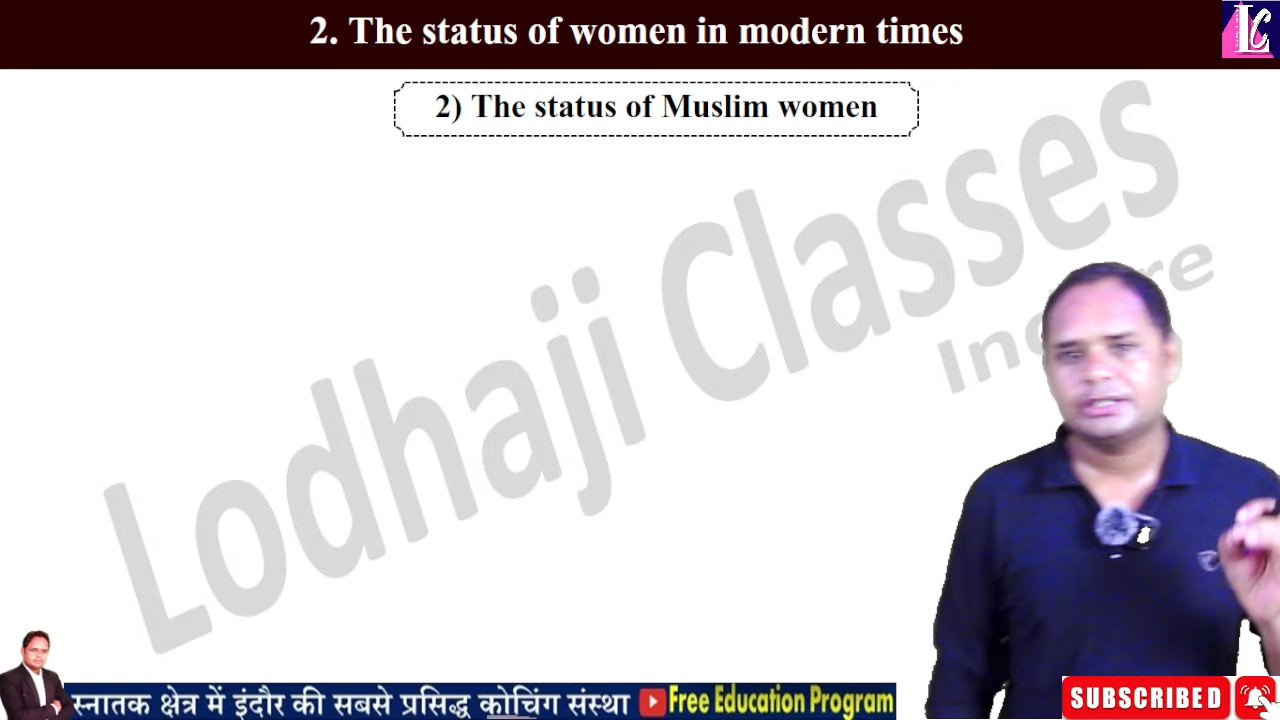 2. The status of women in modern times
LC
2) The status of Muslim women
Lodhaji Classes
स्नातक क्षेत्र में इंदौर की सबसे प्रसिद्ध कोचिंग संस्था Free Education Program
SUBSCRIBED